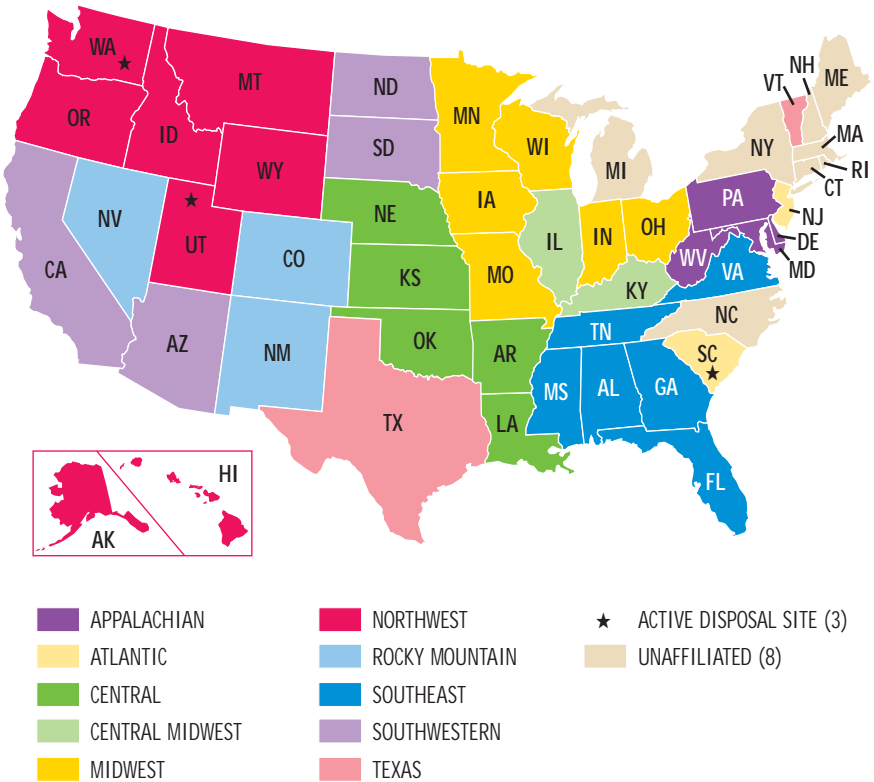 WA
MT
ND
MN
VT
NH
ME
OR
ID
SD
WI
MI
NY
MA
WY
RI
CT
NV
UT
NE
IA
PA
NJ
CA
CO
IL
IN
OH
WV
DE
MD
KS
MO
KY
VA
AZ
NM
OK
AR
TN
NC
SC
TX
LA
MS
AL
GA
FL
HI
AK
APPALACHIAN
ATLANTIC
CENTRAL
CENTRAL MIDWEST
MIDWEST
NORTHWEST
ROCKY MOUNTAIN
SOUTHEAST
SOUTHWESTERN
TEXAS
ACTIVE DISPOSAL SITE (3)
UNAFFILIATED (8)